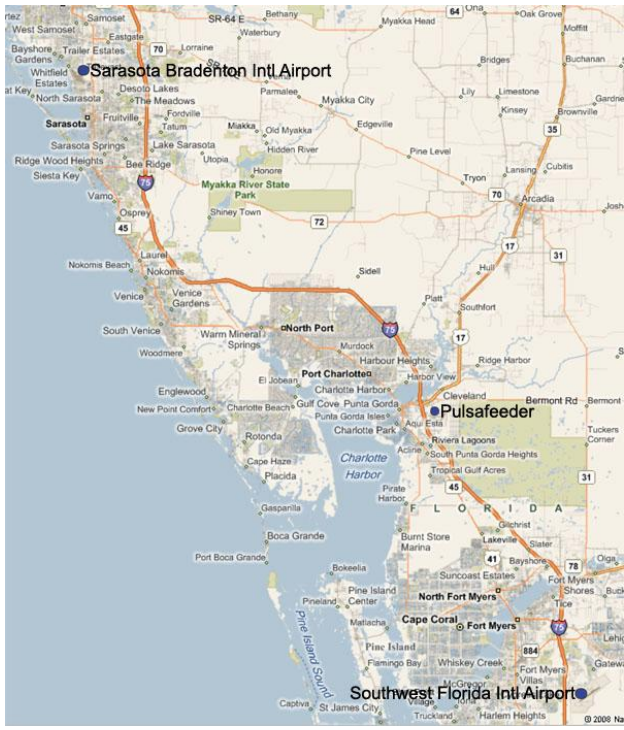 SR-64 E
Bethany
64
Ona
Oak Grove
West Samoset
Samoset
Waterbury
Myakka Head
Moffitt
Eastgate
70
Lorraine
Bayshore
Gardens
Trailer Estates
Bridges
Buchanan
Whitfield
Estates
Sarasota Bradenton Intl Airport
Desoto Lakes
Parmalee
Lily
Limestone
North Sarasota
The Meadows
Myakka City
Kinsey
Brownville
Gardne
Sarasota
Fruitville
Fordville
Tatum
Miakka
Old Myakka
Edgeville
35
Sarasota Springs
Lake Sarasota
Hidden River
Pine Level
Ridge Wood Heights
Bee Ridge
Utopia
Honore
Lansing
Cubitis
Siesta Key
75
Myakka River State
Park
Tryon
70
Arcadia
Vamo
Osprey
Shiney Town
72
Josh
45
17
31
Laurel
Nokomis Beach
Nokomis
Sidell
Hull
Venice
Venice
Gardens
Platt
Southfort
South Venice
Warm Mineral
Springs
North Port
75
17
Woodmere
Murdock
Harbour Heights
Ridge Harbor
El Jobean
Port Charlotte
Harbor View
Englewood
Charlotte Harbor
Cleveland
Bermont Rd
Bermont
New Point Comfort
Charlotte Beach
Gulf Cove
Punta Gorda
Pulsafeeder
Grove City
Punta Gorda Isles
Aqui Esta
Tuckers
Corner
Rotonda
Charlotte Park
Riviera Lagoons
Acline
South Punta Gorda Heights
Cape Haze
Charlotte
Harbor
Tropical Gulf Acres
Placida
45
31
Pirate
Harbor
Gasparilla
FLORIDA
Gilchrist
Boca Grande
Burnt Store
Marina
Lakeville
Slater
Port Boca Grande
41
Bayshore
78
Olga
Bokeelia
Suncoast Estates
Fort Myers
Shores
Buck
Pineland
Pine Island
Center
North Fort Myers
Tice
Matlacha
Cape Coral
Fort Myers
75
Lehig
Pine Island Sound
Pine Island
884
Flamingo Bay
Whiskey Creek
Fort Myers
Villas
Gateway
McGregor
Southwest Florida Intl Airport
Captiva
St James City
Village
Iona
Truckland
Harlem Heights
© 2008 Na